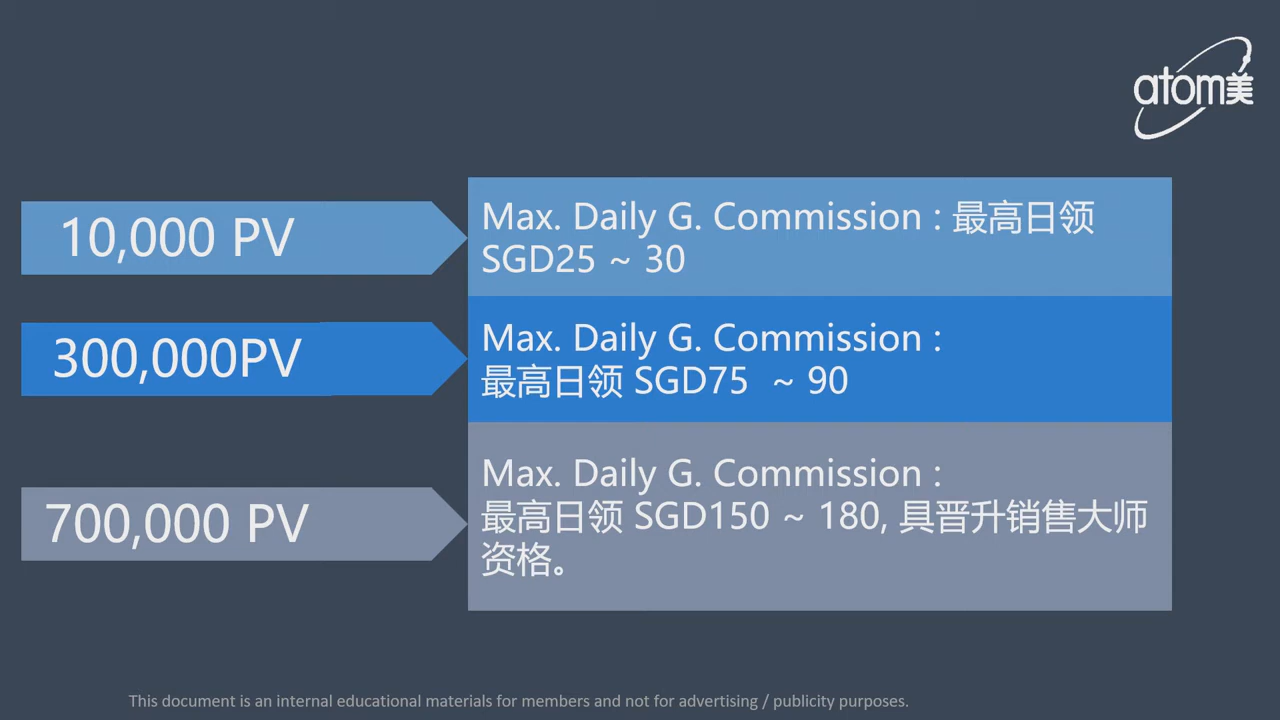 atom美
10,000 PV
Max. Daily G. Commission : 最高日领
SGD25 ~ 30
300,000PV
Max. Daily G. Commission :
最高日领 SGD75 ~ 90
700,000 PV
Max. Daily G. Commission :
最高日领 SGD150 ~ 180, 具晋升销售大师
资格。
This document is an internal educational materials for members and not for advertising / publicity purposes.